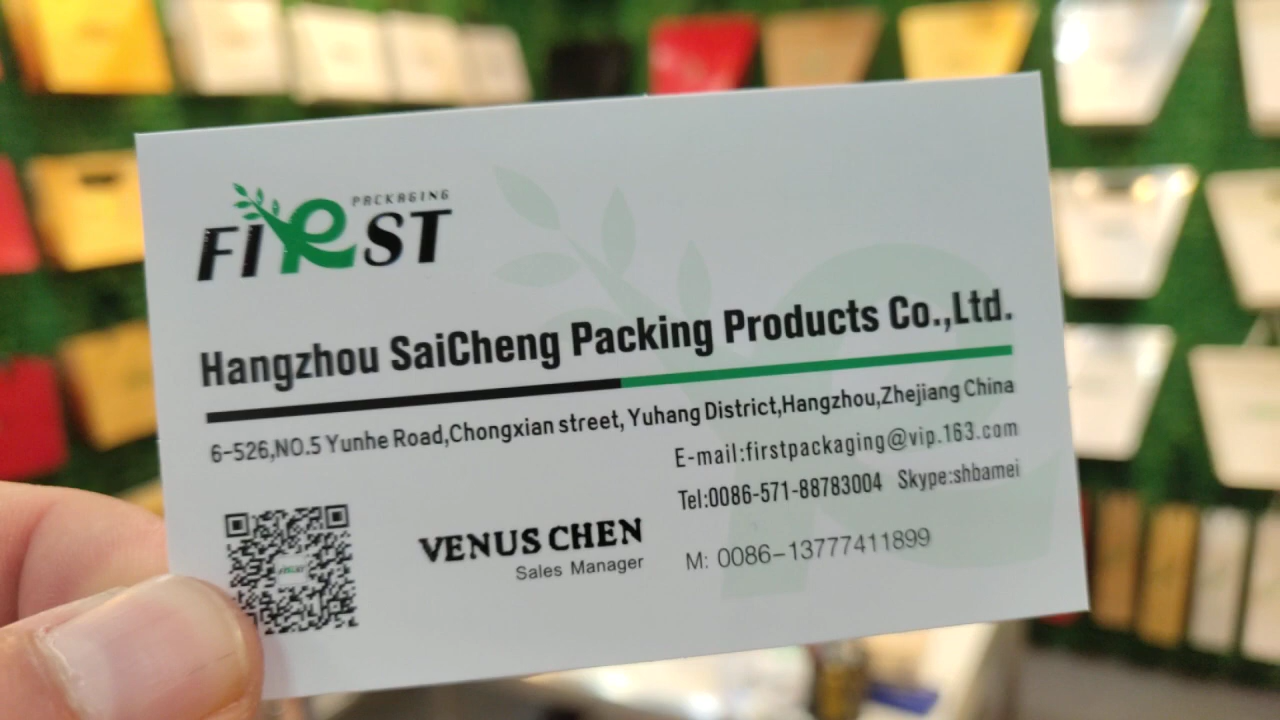 PACKAGING
FIRST
Hangzhou SaiCheng Packing Products Co.,Ltd.
6-526,NO.5 Yunhe Road,Chongxian street, Yuhang District,Hangzhou,Zhejiang China
E-mail:firstpackaging@vip.163.com
Tel:0086-571-88783004 Skype:shbamei
VENUS CHEN
Sales Manager
M: 0086-13777411899